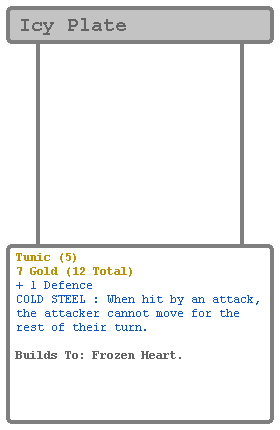 Icy Plate
Tunic (5)
7 Gold (12 Total)
+ 1 Defence
COLD STEEL : When hit by an attack,
the attacker cannot move for the
rest of their turn.
Builds To: Frozen Heart.